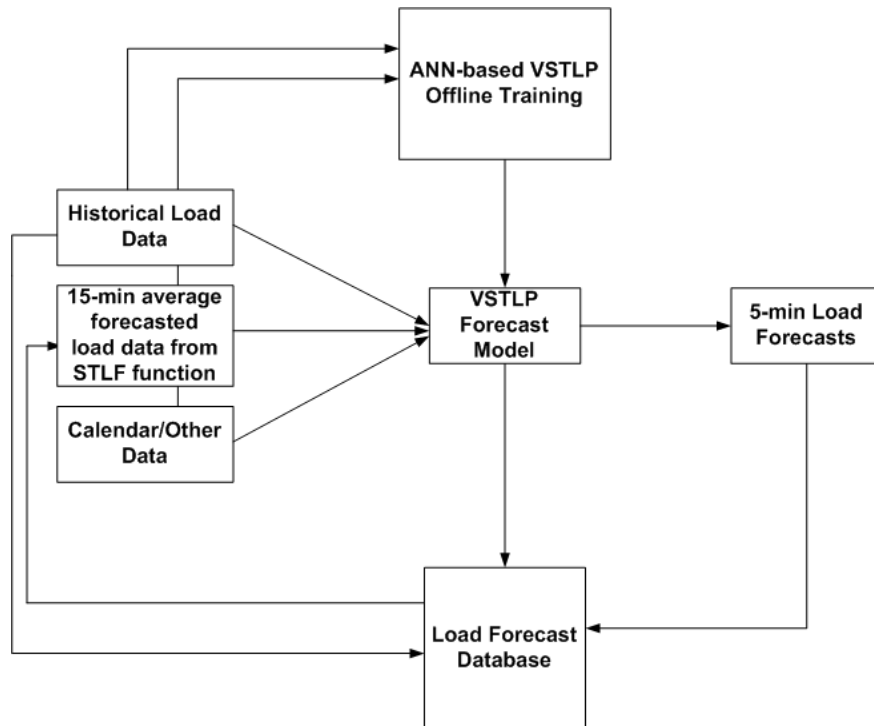 ANN-based VSTLP
Offline Training
Historical Load
Data
15-min average
forecasted
load data from
STLF function
Calendar/Other
Data
VSTLP
Forecast
Model
5-min Load
Forecasts
Load Forecast
Database